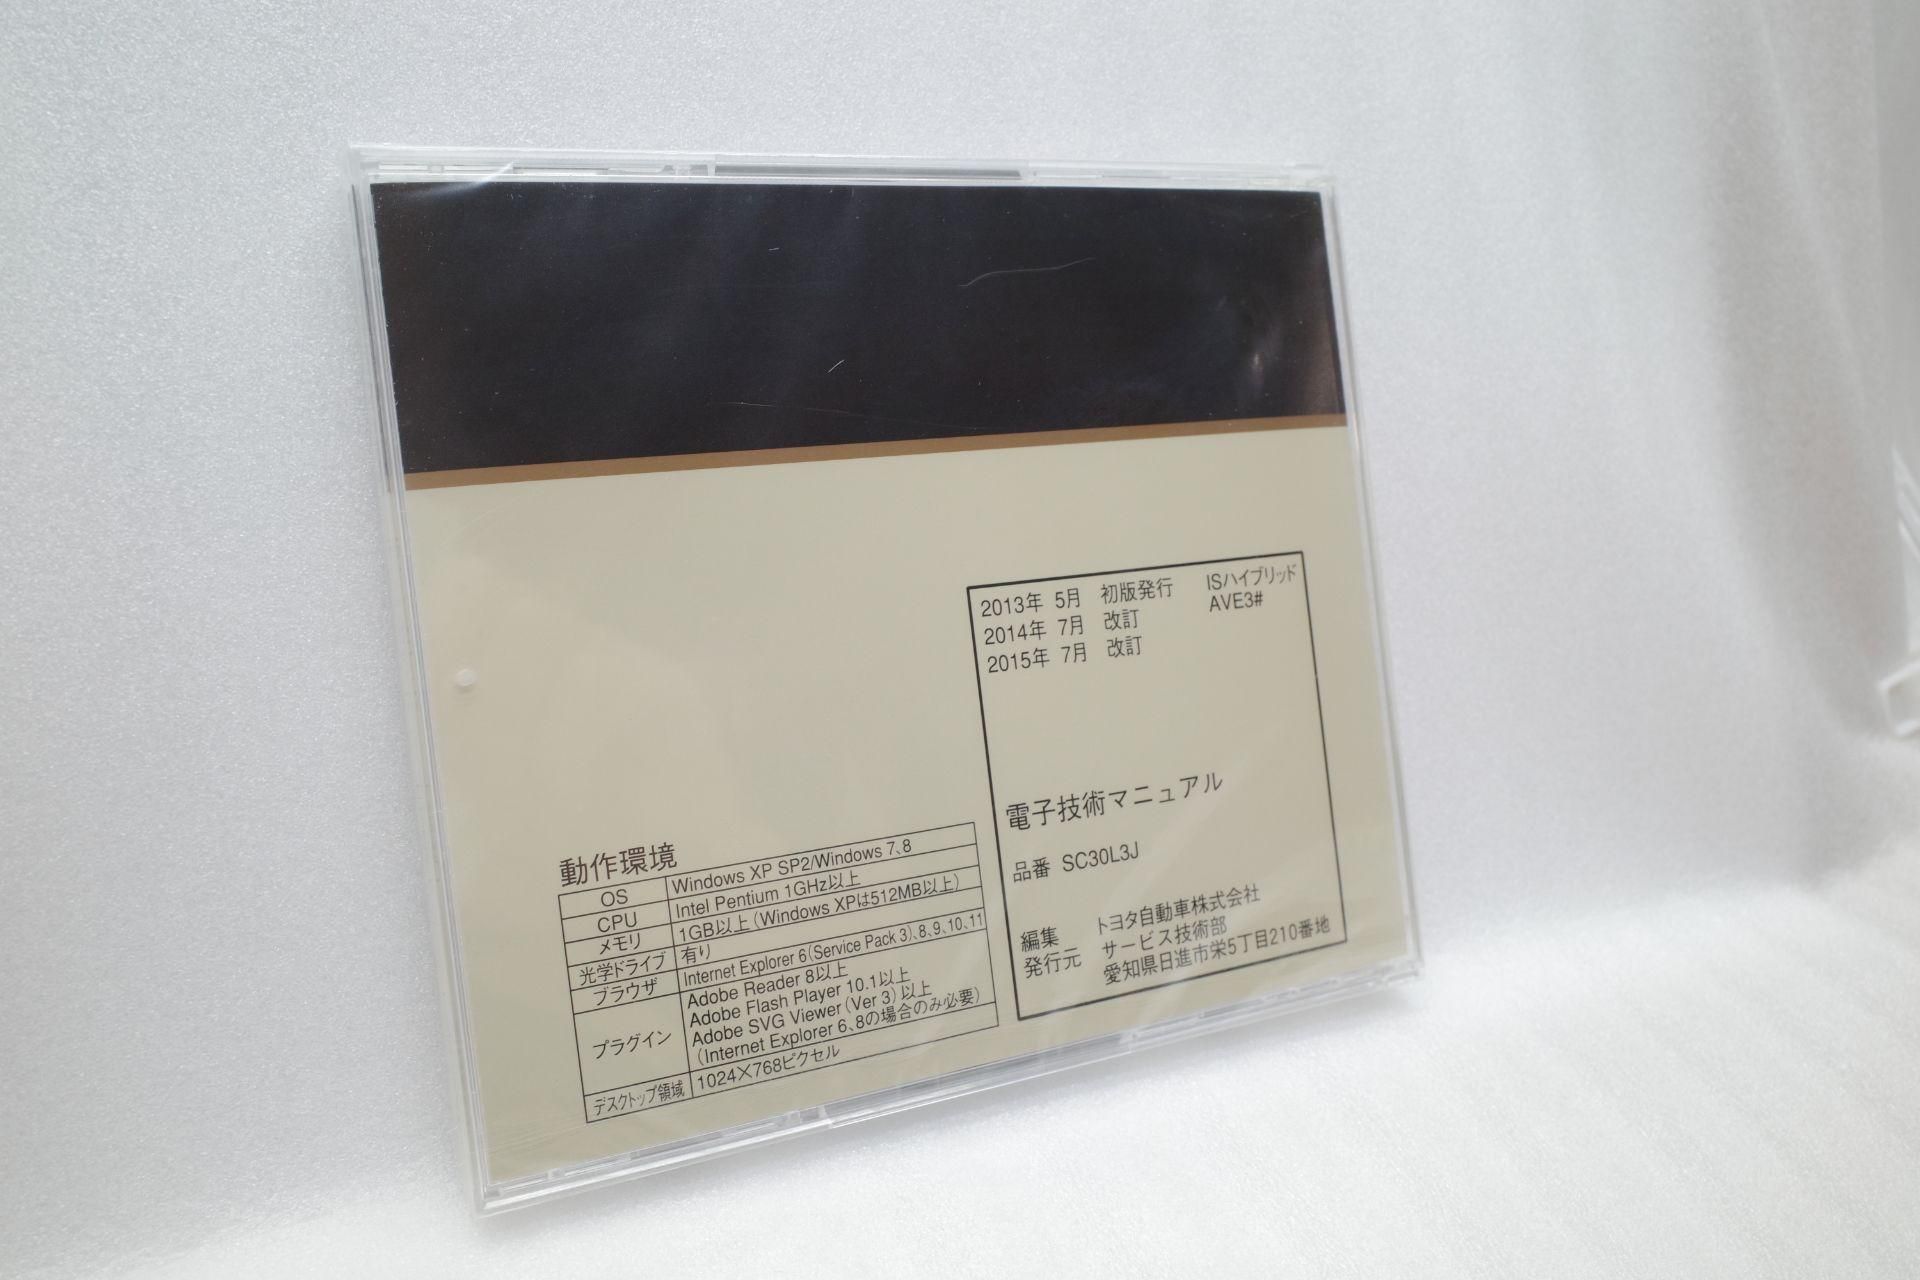 2013年 5月 初版発行 ISハイブリッド
2014年 7月 改訂 AVE3#
2015年 7月 改訂
電子技術マニュアル
品番 SC30L3J
編集 トヨタ自動車株式会社
発行元 サービス技術部
愛知県日進市栄5丁目210番地
動作環境
OS Windows XP SP2/Windows 7、8
CPU Intel Pentium 1GHz以上
メモリ 1GB以上(Windows XPは512MB以上)
光学ドライブ 有り
ブラウザ Internet Explorer 6(Service Pack 3)、8、9、10、11
プラグイン Adobe Reader 8以上
Adobe Flash Player 10.1以上
Adobe SVG Viewer(Ver 3)以上
(Internet Explorer 6、8の場合のみ必要)
デスクトップ領域 1024×768ピクセル